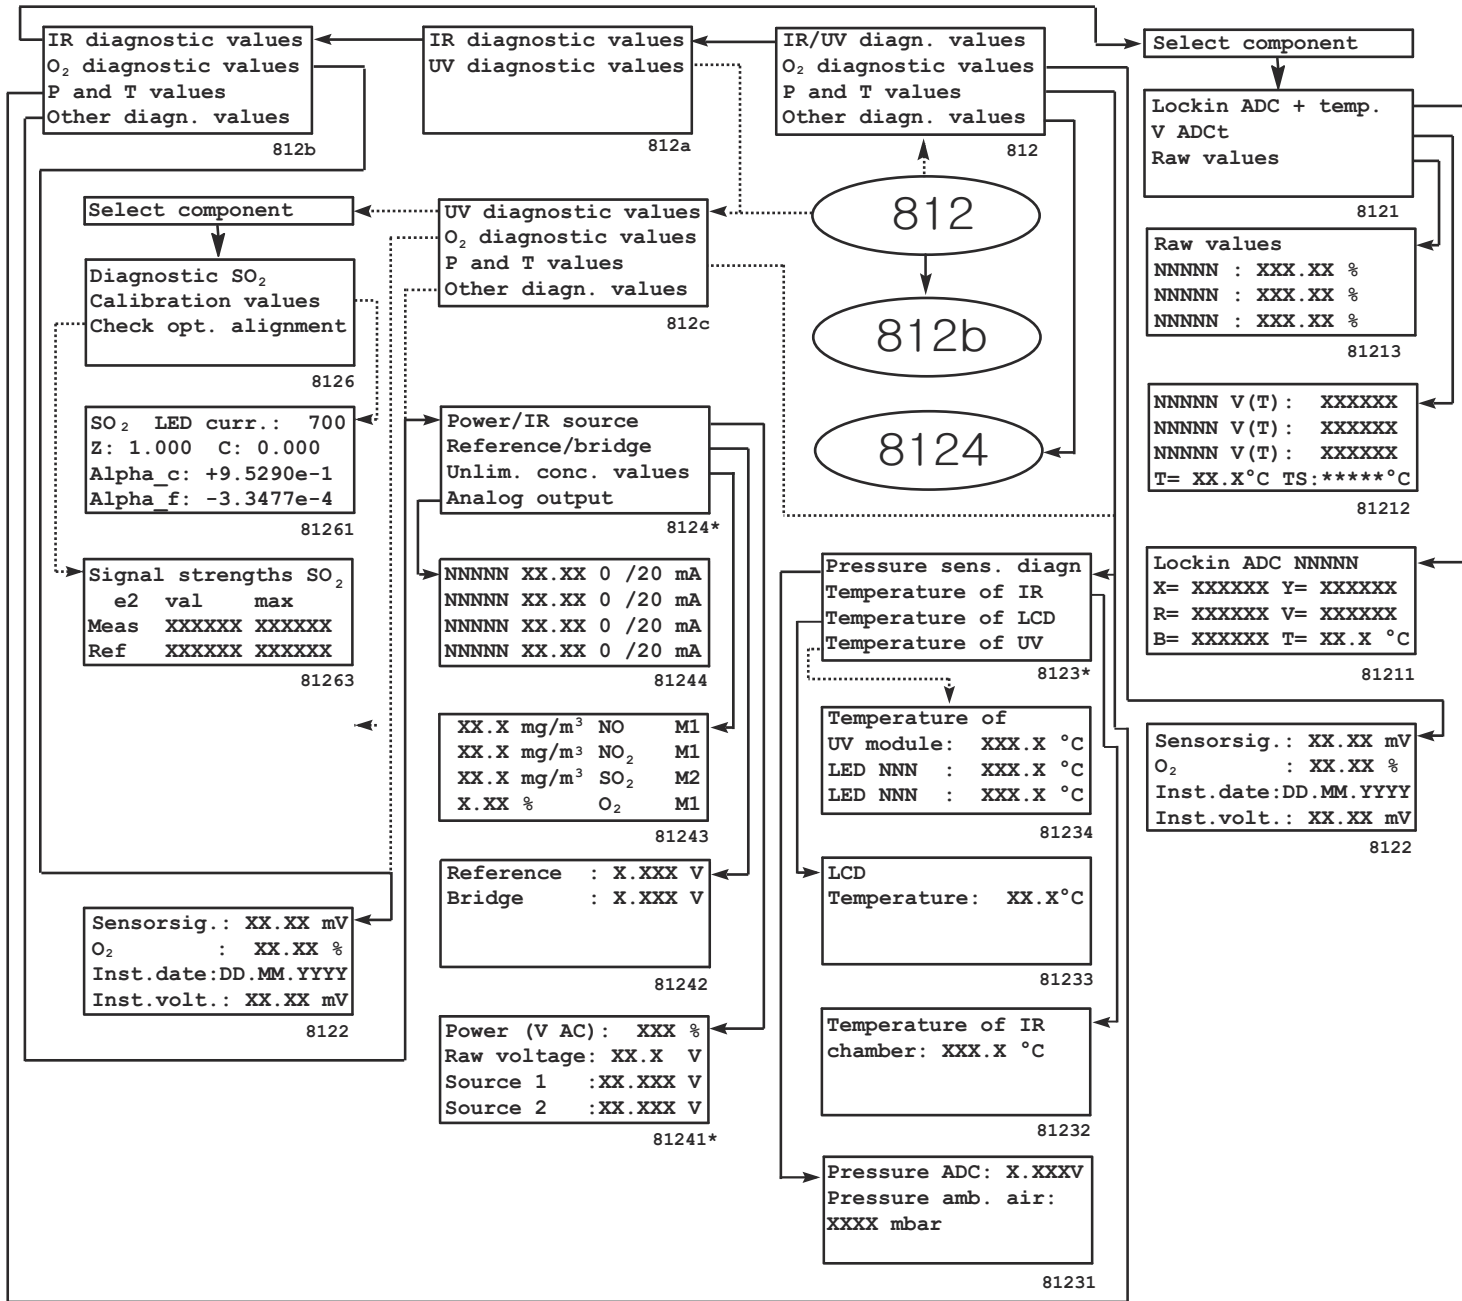 IR diagnostic values
O₂ diagnostic values
P and T values
Other diagn. values
812b
IR diagnostic values
UV diagnostic values
812a
IR/UV diagn. values
O₂ diagnostic values
P and T values
Other diagn. values
812
Select component
Lockin ADC + temp.
V ADCt
Raw values
8121
Select component
Diagnostic SO₂
Calibration values
Check opt. alignment
8126
UV diagnostic values
O₂ diagnostic values
P and T values
Other diagn. values
812c
812
812b
8124
Raw values
NNNNN : XXX.XX %
NNNNN : XXX.XX %
NNNNN : XXX.XX %
81213
SO₂ LED curr.: 700
Z: 1.000 C: 0.000
Alpha_c: +9.5290e-1
Alpha_f: -3.3477e-4
81261
Power/IR source
Reference/bridge
Unlim. conc. values
Analog output
8124*
NNNNN V(T): XXXXXX
NNNNN V(T): XXXXXX
NNNNN V(T): XXXXXX
T= XX.X°C TS:*****°C
81212
Signal strengths SO₂
e2 val max
Meas XXXXXX XXXXXX
Ref XXXXXX XXXXXX
81263
NNNNN XX.XX 0 /20 mA
NNNNN XX.XX 0 /20 mA
NNNNN XX.XX 0 /20 mA
NNNNN XX.XX 0 /20 mA
81244
Pressure sens. diagn
Temperature of IR
Temperature of LCD
Temperature of UV
8123*
Lockin ADC NNNNN
X= XXXXXX Y= XXXXXX
R= XXXXXX V= XXXXXX
B= XXXXXX T= XX.X °C
81211
XX.X mg/m³ NO M1
XX.X mg/m³ NO₂ M1
XX.X mg/m³ SO₂ M2
X.XX % O₂ M1
81243
Temperature of
UV module: XXX.X °C
LED NNN : XXX.X °C
LED NNN : XXX.X °C
81234
Sensorsig.: XX.XX mV
O₂ : XX.XX %
Inst.date:DD.MM.YYYY
Inst.volt.: XX.XX mV
8122
Reference : X.XXX V
Bridge : X.XXX V
81242
LCD
Temperature: XX.X°C
81233
Sensorsig.: XX.XX mV
O₂ : XX.XX %
Inst.date:DD.MM.YYYY
Inst.volt.: XX.XX mV
8122
Power (V AC): XXX %
Raw voltage: XX.X V
Source 1 :XX.XXX V
Source 2 :XX.XXX V
81241*
Temperature of IR
chamber: XXX.X °C
81232
Pressure ADC: X.XXXV
Pressure amb. air:
XXXX mbar
81231